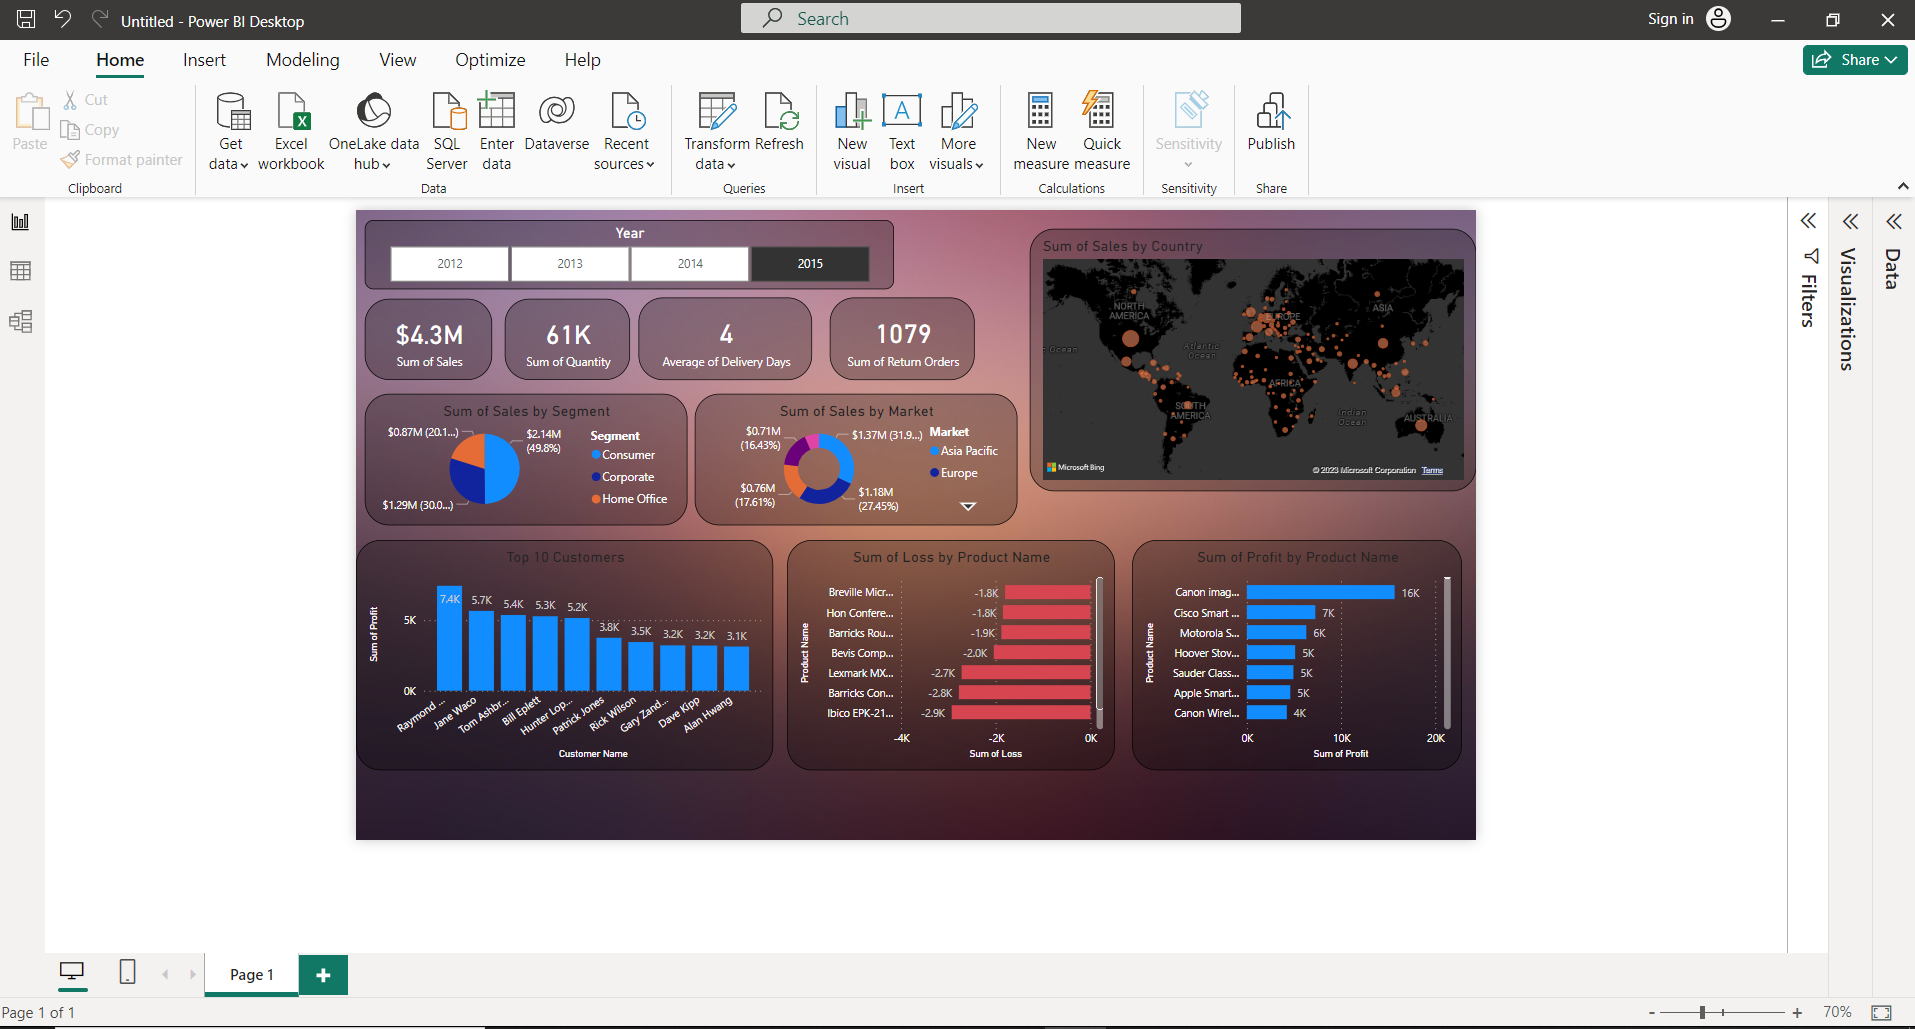 Untitled - Power BI Desktop
Search
Sign in
File Home Insert Modeling View Optimize Help
Share
Paste
Cut
Copy
Format painter
Clipboard
Get data
Excel workbook
OneLake data hub
SQL Server
Enter data
Dataverse
Recent sources
Data
Transform data
Refresh
Queries
New visual
Text box
More visuals
Insert
New measure
Quick measure
Calculations
Sensitivity
Sensitivity
Publish
Share
Year
2012 2013 2014 2015
$4.3M
Sum of Sales
61K
Sum of Quantity
4
Average of Delivery Days
1079
Sum of Return Orders
Sum of Sales by Country
NORTH AMERICA
EUROPE
ASIA
Atlantic Ocean
AFRICA
SOUTH AMERICA
Indian Ocean
AUSTRALIA
Ocean
Microsoft Bing
© 2023 Microsoft Corporation Terms
Sum of Sales by Segment
$0.87M (20.1...)
$2.14M (49.8%)
$1.29M (30.0...)
Segment
Consumer
Corporate
Home Office
Sum of Sales by Market
$0.71M (16.43%)
$1.37M (31.9...)
$0.76M (17.61%)
$1.18M (27.45%)
Market
Asia Pacific
Europe
Top 10 Customers
Sum of Profit
5K
0K
7.4K 5.7K 5.4K 5.3K 5.2K 3.8K 3.5K 3.2K 3.2K 3.1K
Raymond ...
Jane Waco
Tom Ashbr...
Bill Eplett
Hunter Lop...
Patrick Jones
Rick Wilson
Gary Zand...
Dave Kipp
Alan Hwang
Customer Name
Sum of Loss by Product Name
Product Name
Breville Micr... -1.8K
Hon Confere... -1.8K
Barricks Rou... -1.9K
Bevis Comp... -2.0K
Lexmark MX... -2.7K
Barricks Con... -2.8K
Ibico EPK-21... -2.9K
-4K -2K 0K
Sum of Loss
Sum of Profit by Product Name
Product Name
Canon imag... 16K
Cisco Smart ... 7K
Motorola S... 6K
Hoover Stov... 5K
Sauder Class... 5K
Apple Smart... 5K
Canon Wirel... 4K
0K 10K 20K
Sum of Profit
Filters
Visualizations
Data
Page 1
Page 1 of 1
- + 70%